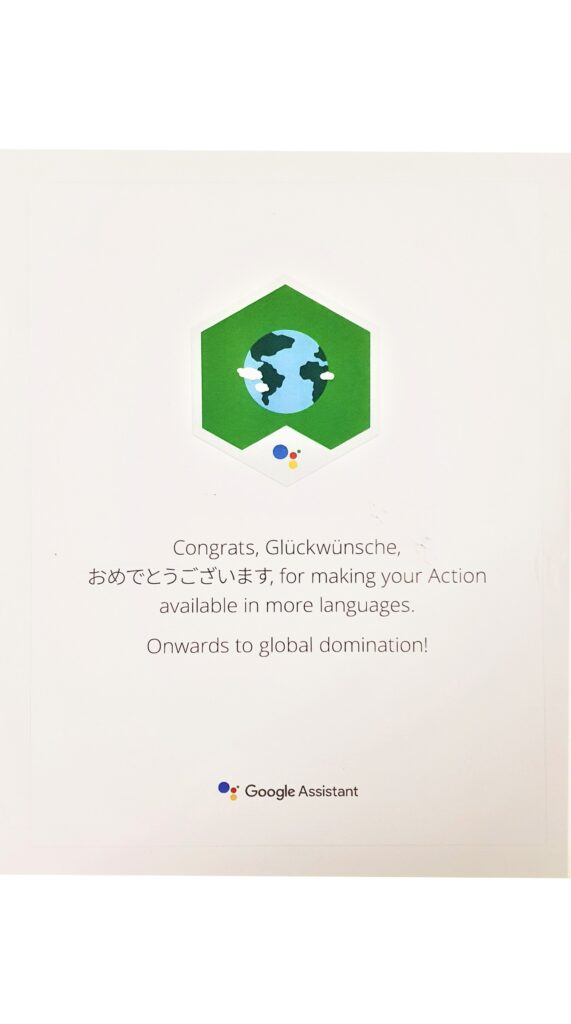 Congrats, Glückwünsche,
おめでとうございます, for making your Action
available in more languages.
Onwards to global domination!
Google Assistant